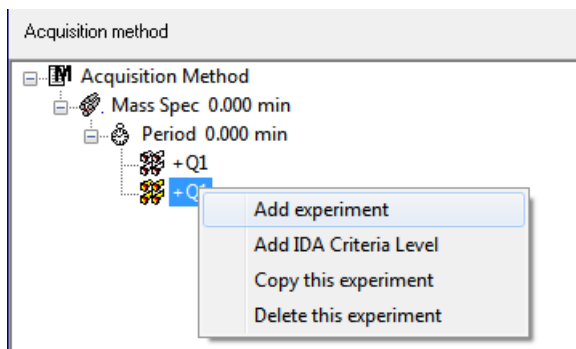 Acquisition method
Acquisition Method
Mass Spec 0.000 min
Period 0.000 min
+Q1
+Q1
Add experiment
Add IDA Criteria Level
Copy this experiment
Delete this experiment